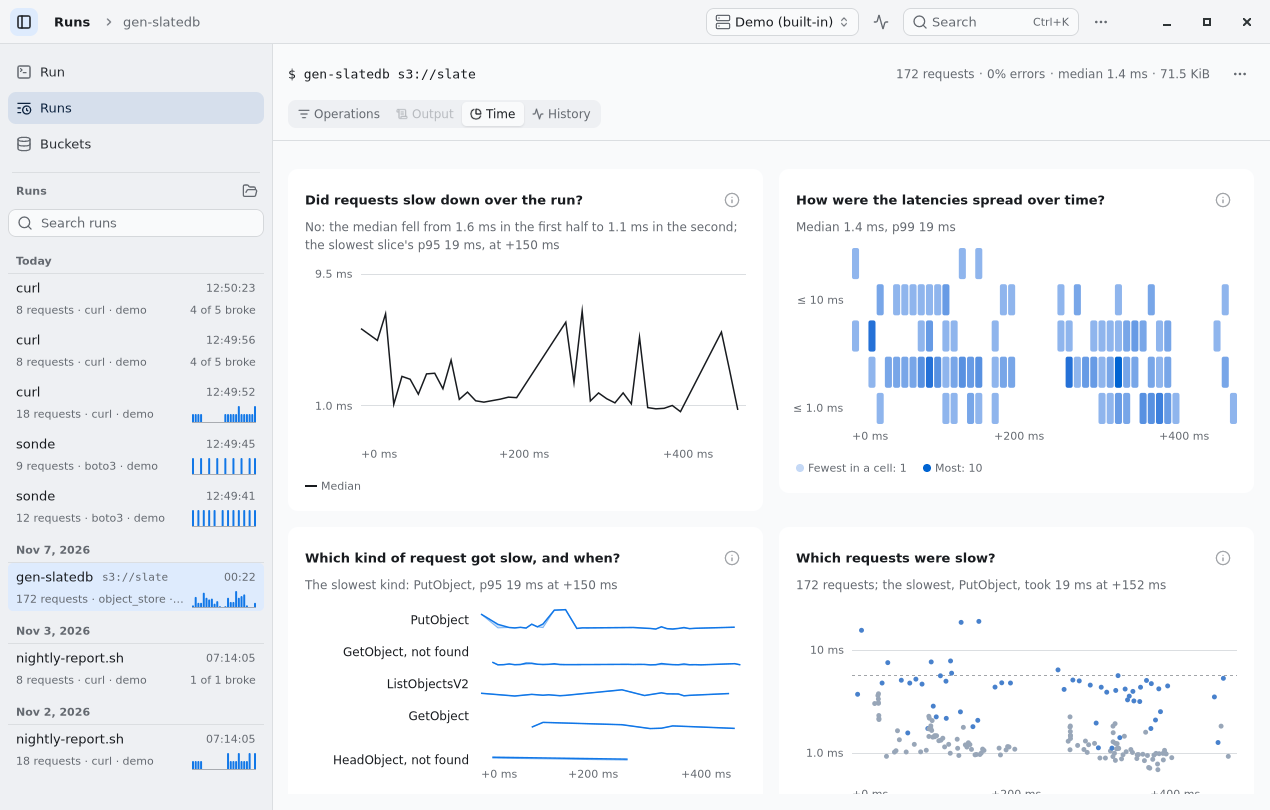 Runs > gen-slatedb
Demo (built-in)
Search Ctrl+K
Run
Runs
Buckets
Runs
Search runs
Today
curl 12:50:23
8 requests · curl · demo 4 of 5 broke
curl 12:49:56
8 requests · curl · demo 4 of 5 broke
curl 12:49:52
18 requests · curl · demo
sonde 12:49:45
9 requests · boto3 · demo
sonde 12:49:41
12 requests · boto3 · demo
Nov 7, 2026
gen-slatedb s3://slate 00:22
172 requests · object_store ·…
Nov 3, 2026
nightly-report.sh 07:14:05
8 requests · curl · demo 1 of 1 broke
Nov 2, 2026
nightly-report.sh 07:14:05
18 requests · curl · demo
$ gen-slatedb s3://slate
172 requests · 0% errors · median 1.4 ms · 71.5 KiB
Operations Output Time History
Did requests slow down over the run?
No: the median fell from 1.6 ms in the first half to 1.1 ms in the second;
the slowest slice's p95 19 ms, at +150 ms
9.5 ms
1.0 ms
+0 ms +200 ms +400 ms
Median
How were the latencies spread over time?
Median 1.4 ms, p99 19 ms
≤ 10 ms
≤ 1.0 ms
+0 ms +200 ms +400 ms
Fewest in a cell: 1 Most: 10
Which kind of request got slow, and when?
The slowest kind: PutObject, p95 19 ms at +150 ms
PutObject
GetObject, not found
ListObjectsV2
GetObject
HeadObject, not found
+0 ms +200 ms +400 ms
Which requests were slow?
172 requests; the slowest, PutObject, took 19 ms at +152 ms
10 ms
1.0 ms
+0 ms +200 ms +400 ms